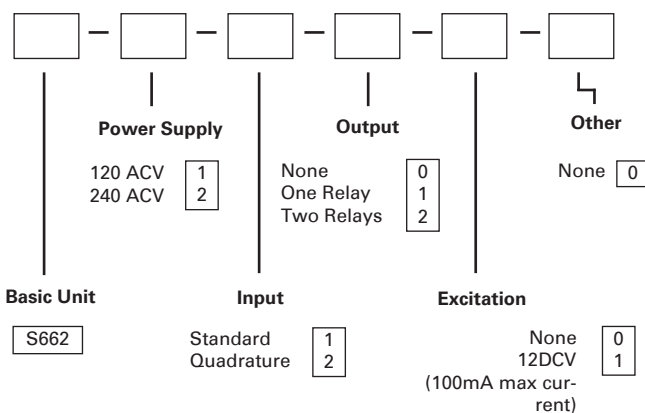 Power Supply
120 ACV 1
240 ACV 2
Output
None 0
One Relay 1
Two Relays 2
Other
None 0
Basic Unit
S662
Input
Standard 1
Quadrature 2
Excitation
None 0
12DCV 1
(100mA max cur-
rent)